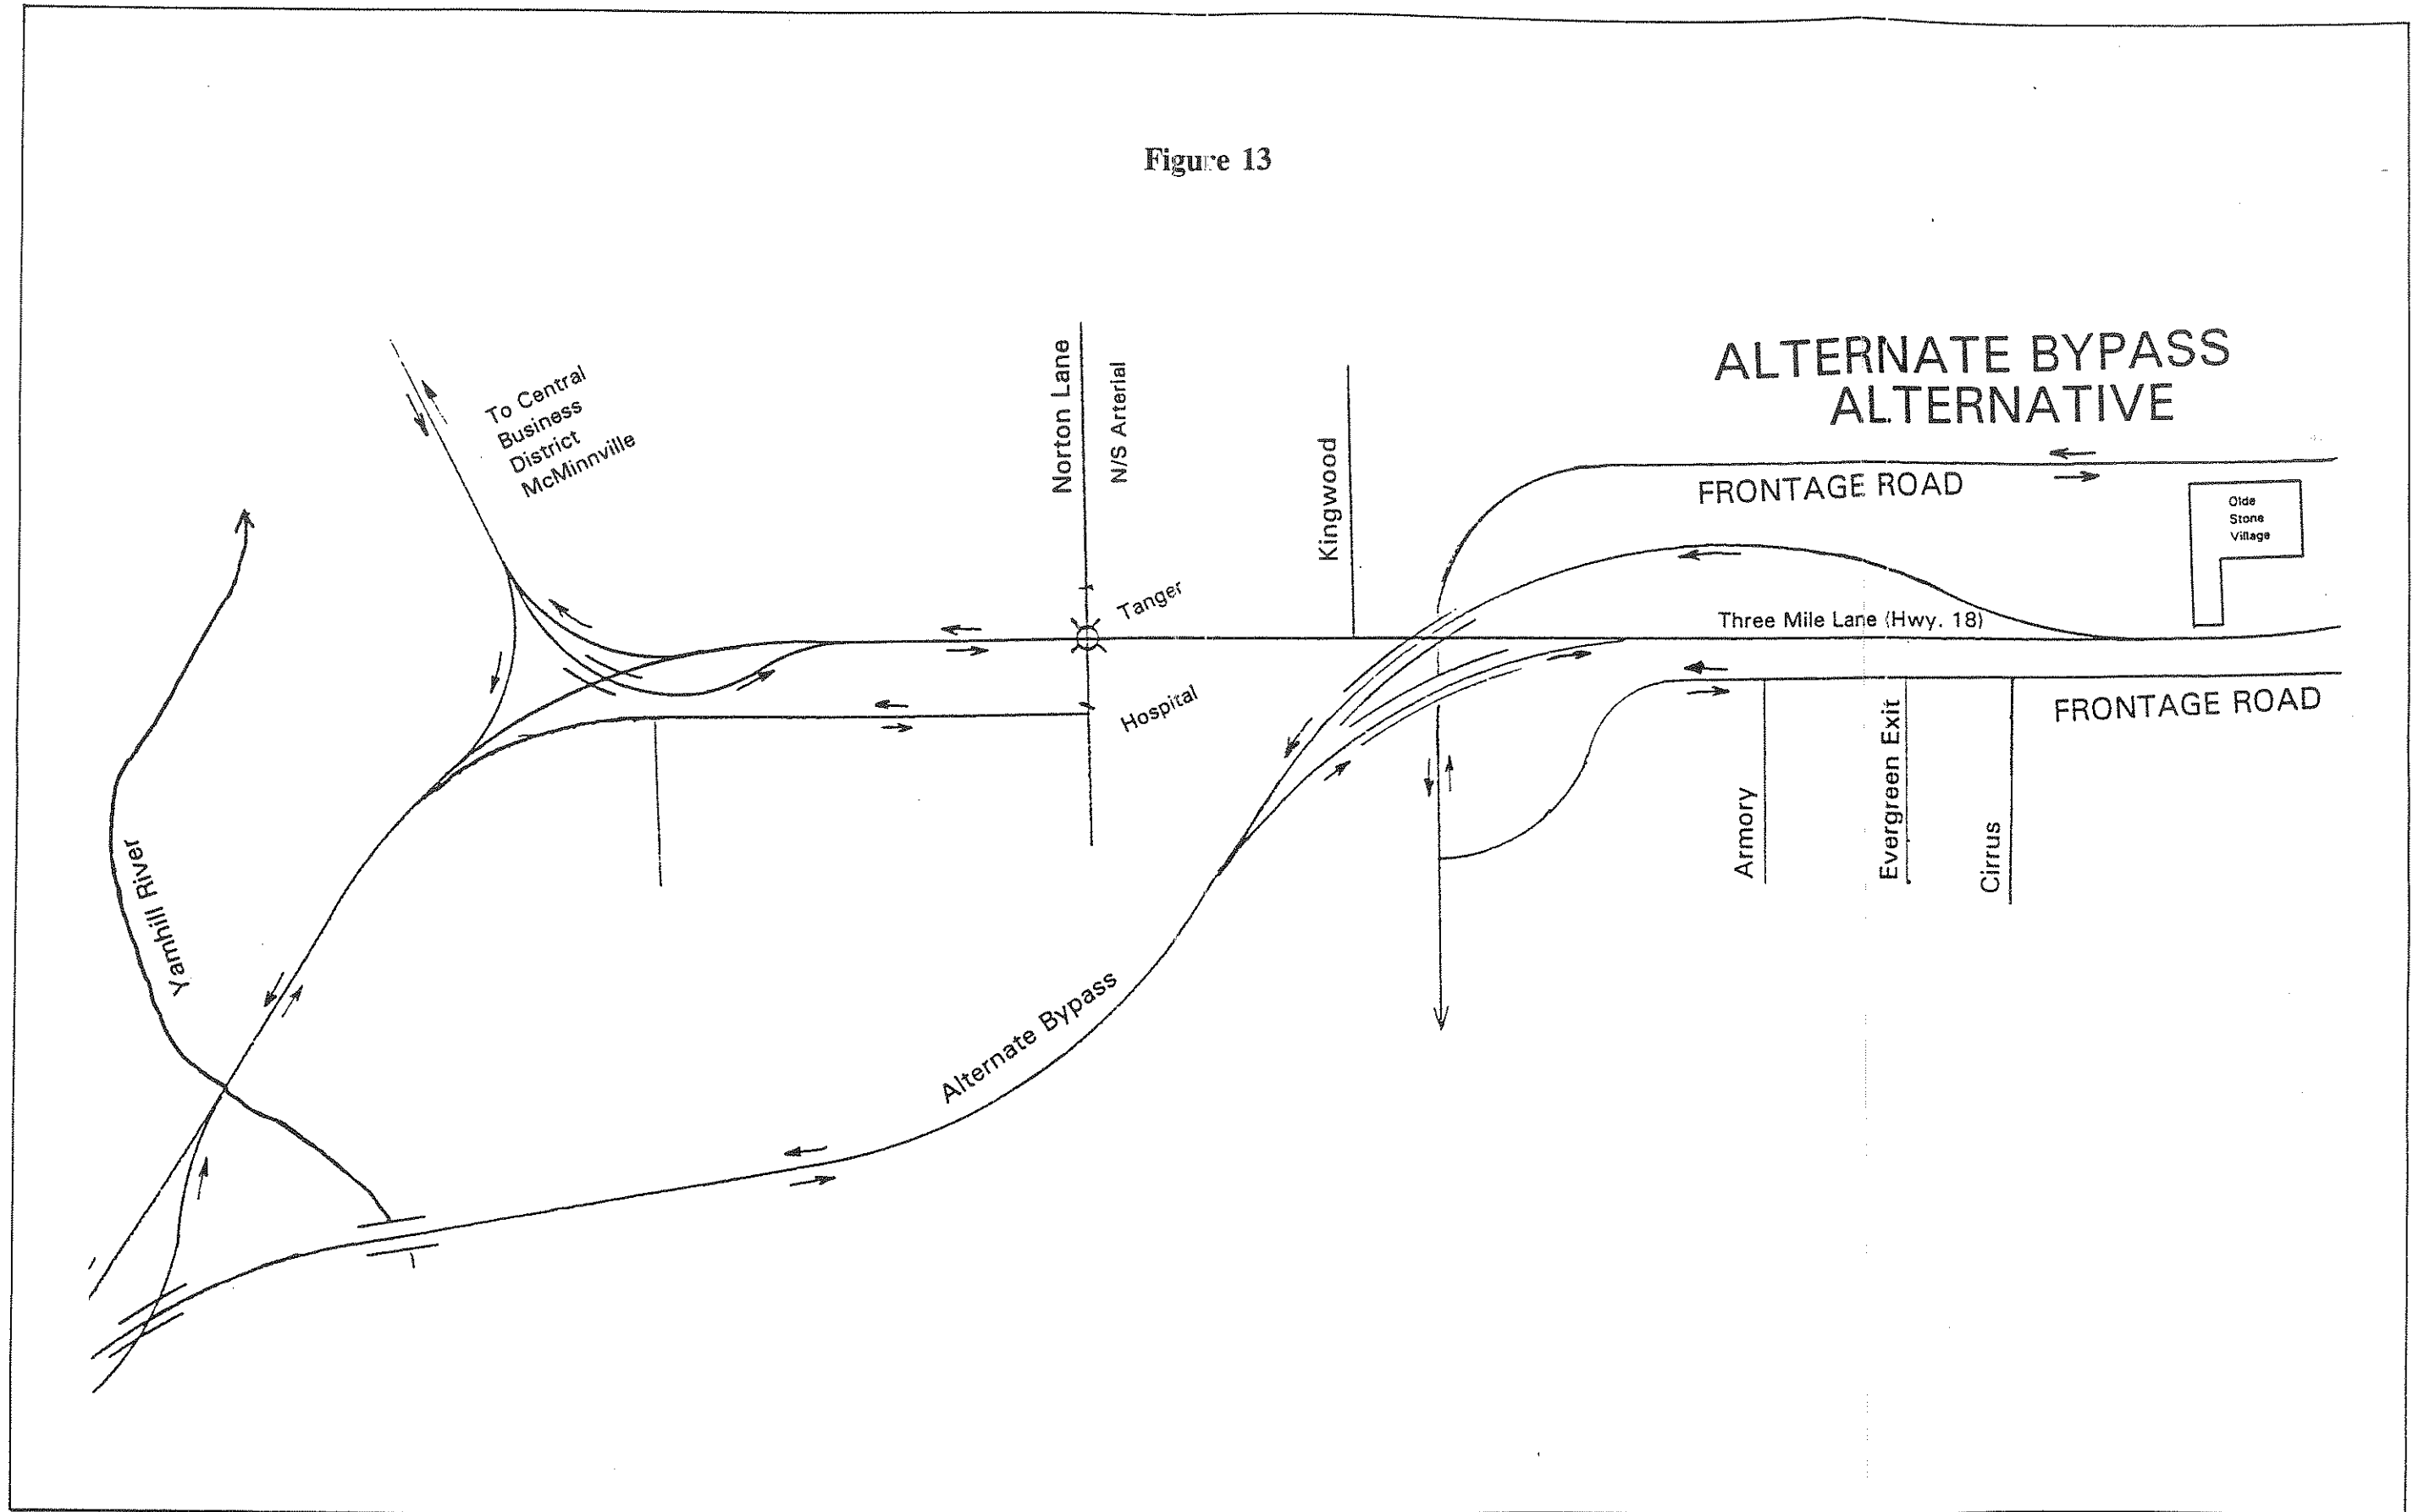 Figure 13
ALTERNATE BYPASS
ALTERNATIVE
To Central
Business
District
McMinnville
Norton Lane
N/S Arterial
Kingwood
FRONTAGE ROAD
Olde
Stone
Village
Tanger
Three Mile Lane (Hwy. 18)
Hospital
FRONTAGE ROAD
Armory
Evergreen Exit
Cirrus
Yamhill River
Alternate Bypass